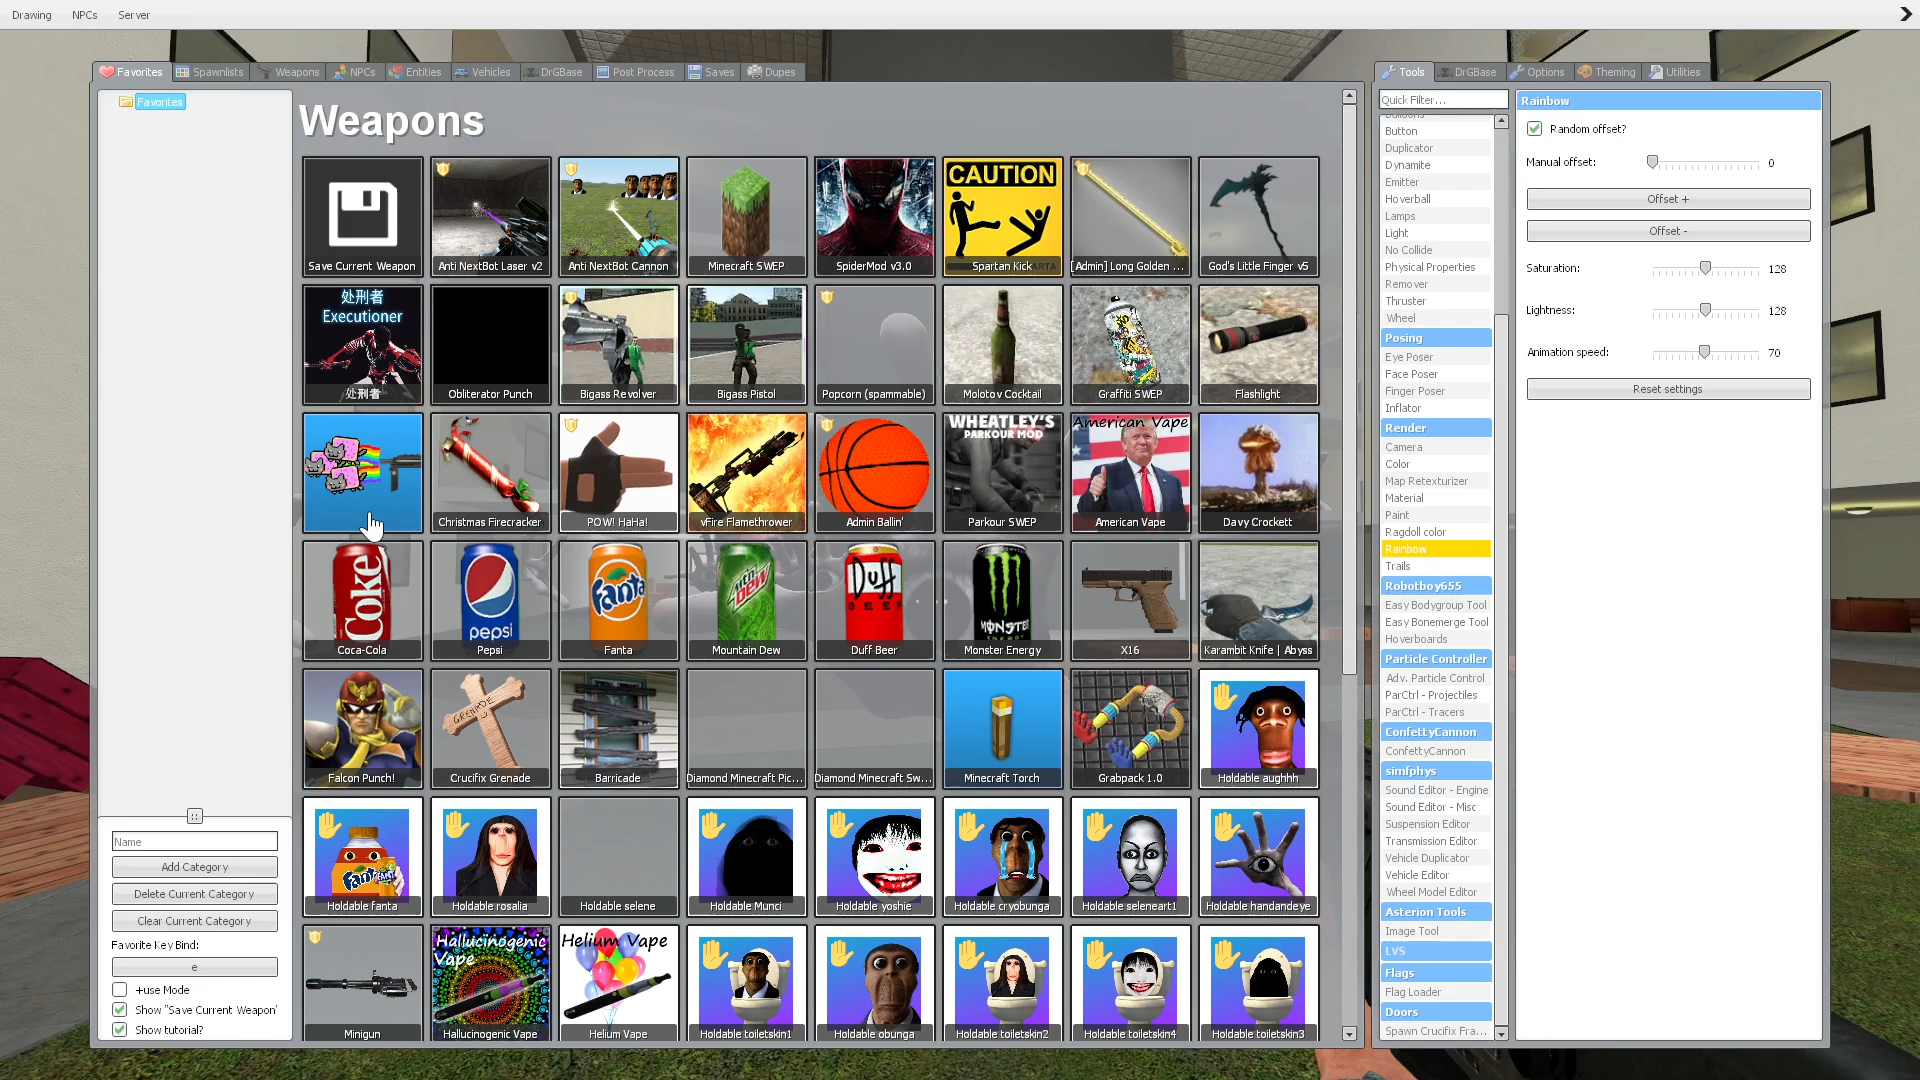 Drawing NPCs Server
Favorites Spawnlists Weapons NPCs Entities Vehicles DrGBase Post Process Saves Dupes
Tools DrGBase Options Theming Utilities
Favorites
Name
Add Category
Delete Current Category
Clear Current Category
Favorite Key Bind:
e
+use Mode
Show "Save Current Weapon"
Show tutorial?
Weapons
Save Current Weapon
Anti NextBot Laser v2
Anti NextBot Cannon
Minecraft SWEP
SpiderMod v3.0
CAUTION
Spartan Kick
[Admin] Long Golden ...
God's Little Finger v5
处刑者
Executioner
处刑者
Obliterator Punch
Bigass Revolver
Bigass Pistol
Popcorn (spammable)
Molotov Cocktail
Graffiti SWEP
Flashlight
Christmas Firecracker
POW! HaHa!
vFire Flamethrower
Admin Ballin'
WHEATLEY'S
PARKOUR MOD
Parkour SWEP
American Vape
American Vape
Davy Crockett
Coke
Coca-Cola
pepsi
Pepsi
Fanta
Fanta
mtn
DEW
Mountain Dew
Duff
BEER
Duff Beer
MONSTER
ENERGY
Monster Energy
X16
Karambit Knife | Abyss
Falcon Punch!
GRENADE
Crucifix Grenade
Barricade
Diamond Minecraft Pic...
Diamond Minecraft Sw...
Minecraft Torch
Grabpack 1.0
Holdable aughhh
Fanta
Holdable fanta
Holdable rosalia
Holdable selene
Holdable Munci
Holdable yoshie
Holdable cryobunga
Holdable seleneart1
Holdable handandeye
Minigun
Hallucinogenic
Vape
Hallucinogenic Vape
Helium Vape
Helium Vape
Holdable toiletskin1
Holdable obunga
Holdable toiletskin2
Holdable toiletskin4
Holdable toiletskin3
Quick Filter...
Balloons
Button
Duplicator
Dynamite
Emitter
Hoverball
Lamps
Light
No Collide
Physical Properties
Remover
Thruster
Wheel
Posing
Eye Poser
Face Poser
Finger Poser
Inflator
Render
Camera
Color
Map Retexturizer
Material
Paint
Ragdoll color
Rainbow
Trails
Robotboy655
Easy Bodygroup Tool
Easy Bonemerge Tool
Hoverboards
Particle Controller
Adv. Particle Control
ParCtrl - Projectiles
ParCtrl - Tracers
ConfettyCannon
ConfettyCannon
simfphys
Sound Editor - Engine
Sound Editor - Misc
Suspension Editor
Transmission Editor
Vehicle Duplicator
Vehicle Editor
Wheel Model Editor
Asterion Tools
Image Tool
LVS
Flags
Flag Loader
Doors
Spawn Crucifix Fra...
Rainbow
Random offset?
Manual offset: 0
Offset +
Offset -
Saturation: 128
Lightness: 128
Animation speed: 70
Reset settings